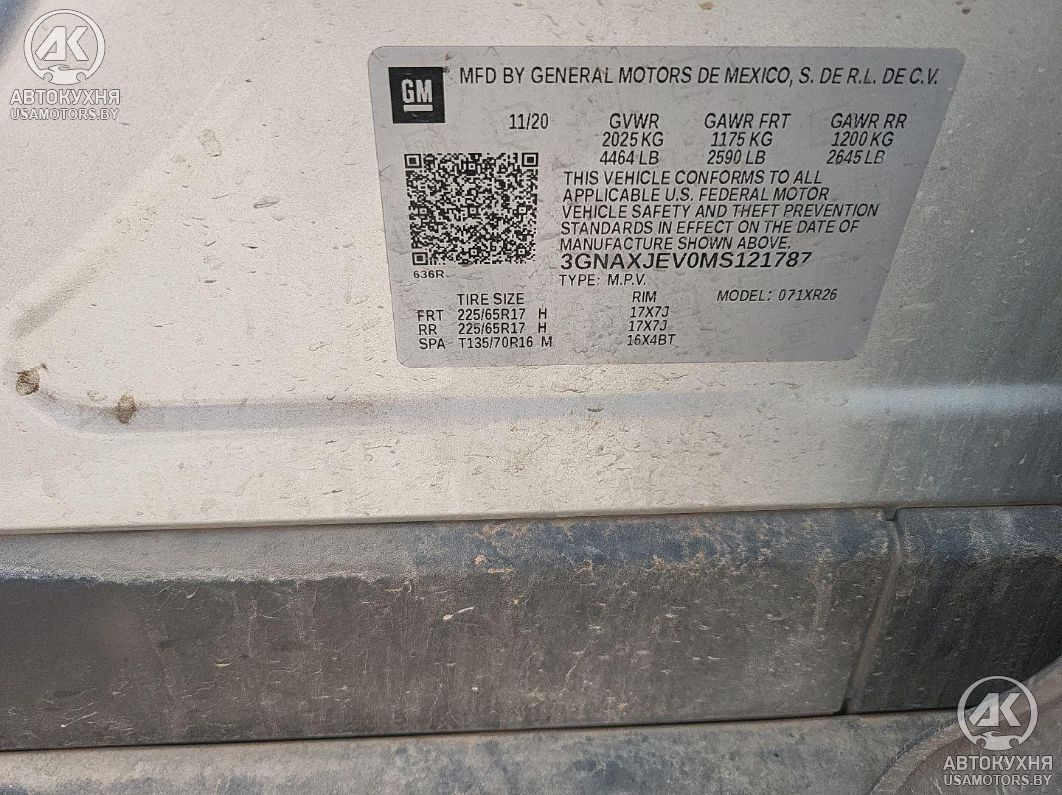 AK
АВТОКУХНЯ
USAMOTORS.BY
GM
MFD BY GENERAL MOTORS DE MEXICO, S. DE R.L. DE C.V.
11/20 GVWR GAWR FRT GAWR RR
2025 KG 1175 KG 1200 KG
4464 LB 2590 LB 2645 LB
THIS VEHICLE CONFORMS TO ALL
APPLICABLE U.S. FEDERAL MOTOR
VEHICLE SAFETY AND THEFT PREVENTION
STANDARDS IN EFFECT ON THE DATE OF
MANUFACTURE SHOWN ABOVE.
636R 3GNAXJEV0MS121787
TYPE: M.P.V.
TIRE SIZE RIM MODEL: 071XR26
FRT 225/65R17 H 17X7J
RR 225/65R17 H 17X7J
SPA T135/70R16 M 16X4BT
AK
АВТОКУХНЯ
USAMOTORS.BY